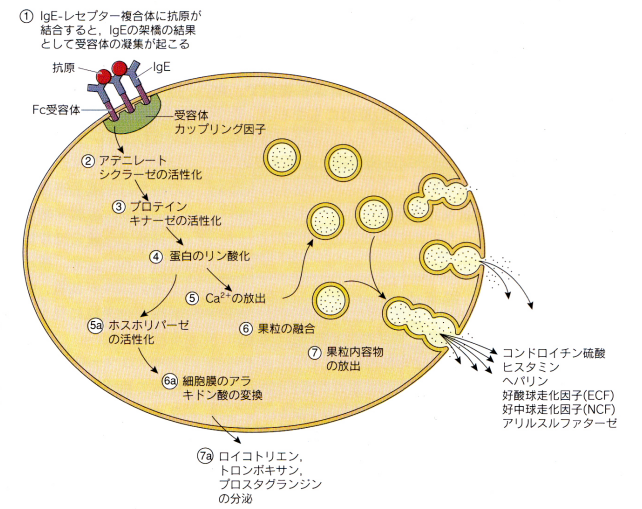 ① IgE-レセプター複合体に抗原が
結合すると，IgEの架橋の結果
として受容体の凝集が起こる
抗原
IgE
Fc受容体
受容体
カップリング因子
② アデニレート
シクラーゼの活性化
③ プロテイン
キナーゼの活性化
④ 蛋白のリン酸化
⑤ Ca²⁺の放出
5a ホスホリパーゼ
の活性化
⑥ 果粒の融合
⑦ 果粒内容物
の放出
6a 細胞膜のアラ
キドン酸の変換
7a ロイコトリエン，
トロンボキサン，
プロスタグランジン
の分泌
コンドロイチン硫酸
ヒスタミン
ヘパリン
好酸球走化因子(ECF)
好中球走化因子(NCF)
アリルスルファターゼ